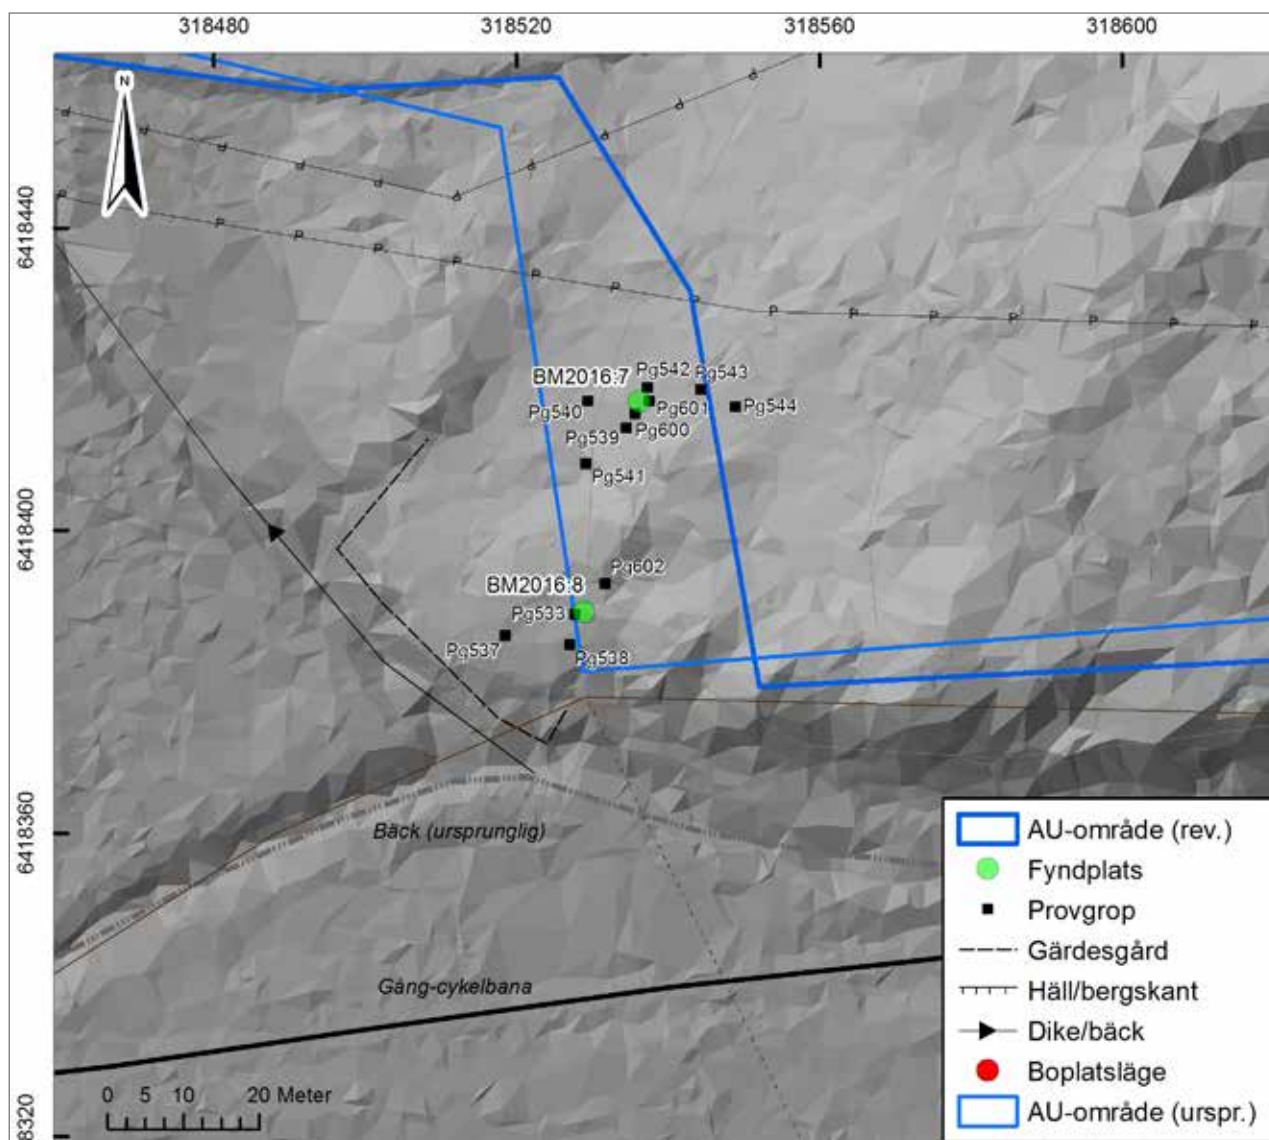 318480
318520
318560
318600
N
6418440
BM2016:7
Pg542
Pg543
Pg540
Pg601
Pg544
Pg539
Pg600
Pg541
6418400
BM2016:8
Pg602
Pg533
Pg537
Pg538
6418360
Bäck (ursprunglig)
Gång-cykelbana
0 5 10 20 Meter
AU-område (rev.)
Fyndplats
Provgrop
Gärdesgård
Häll/bergskant
Dike/bäck
Boplatsläge
AU-område (urspr.)